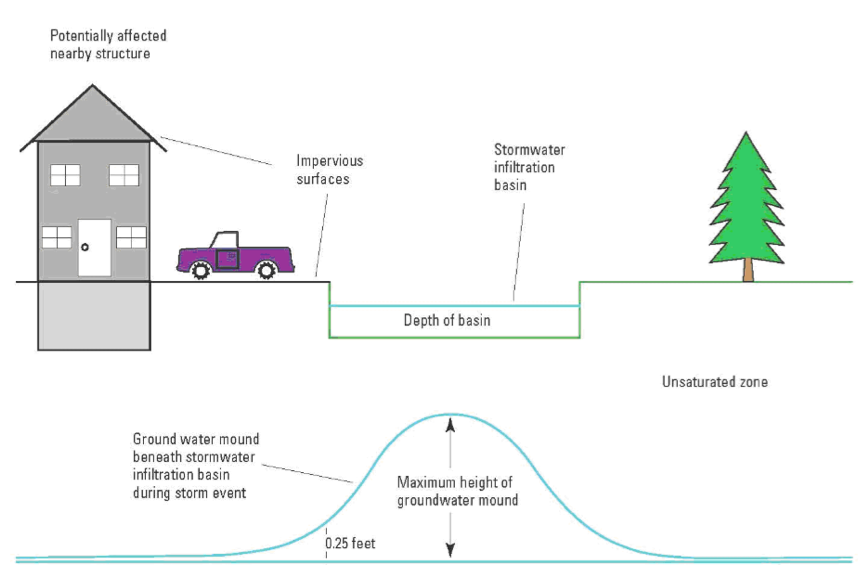 Potentially affected
nearby structure
Impervious
surfaces
Stormwater
infiltration
basin
Depth of basin
Unsaturated zone
Ground water mound
beneath stormwater
infiltration basin
during storm event
Maximum height of
groundwater mound
0.25 feet